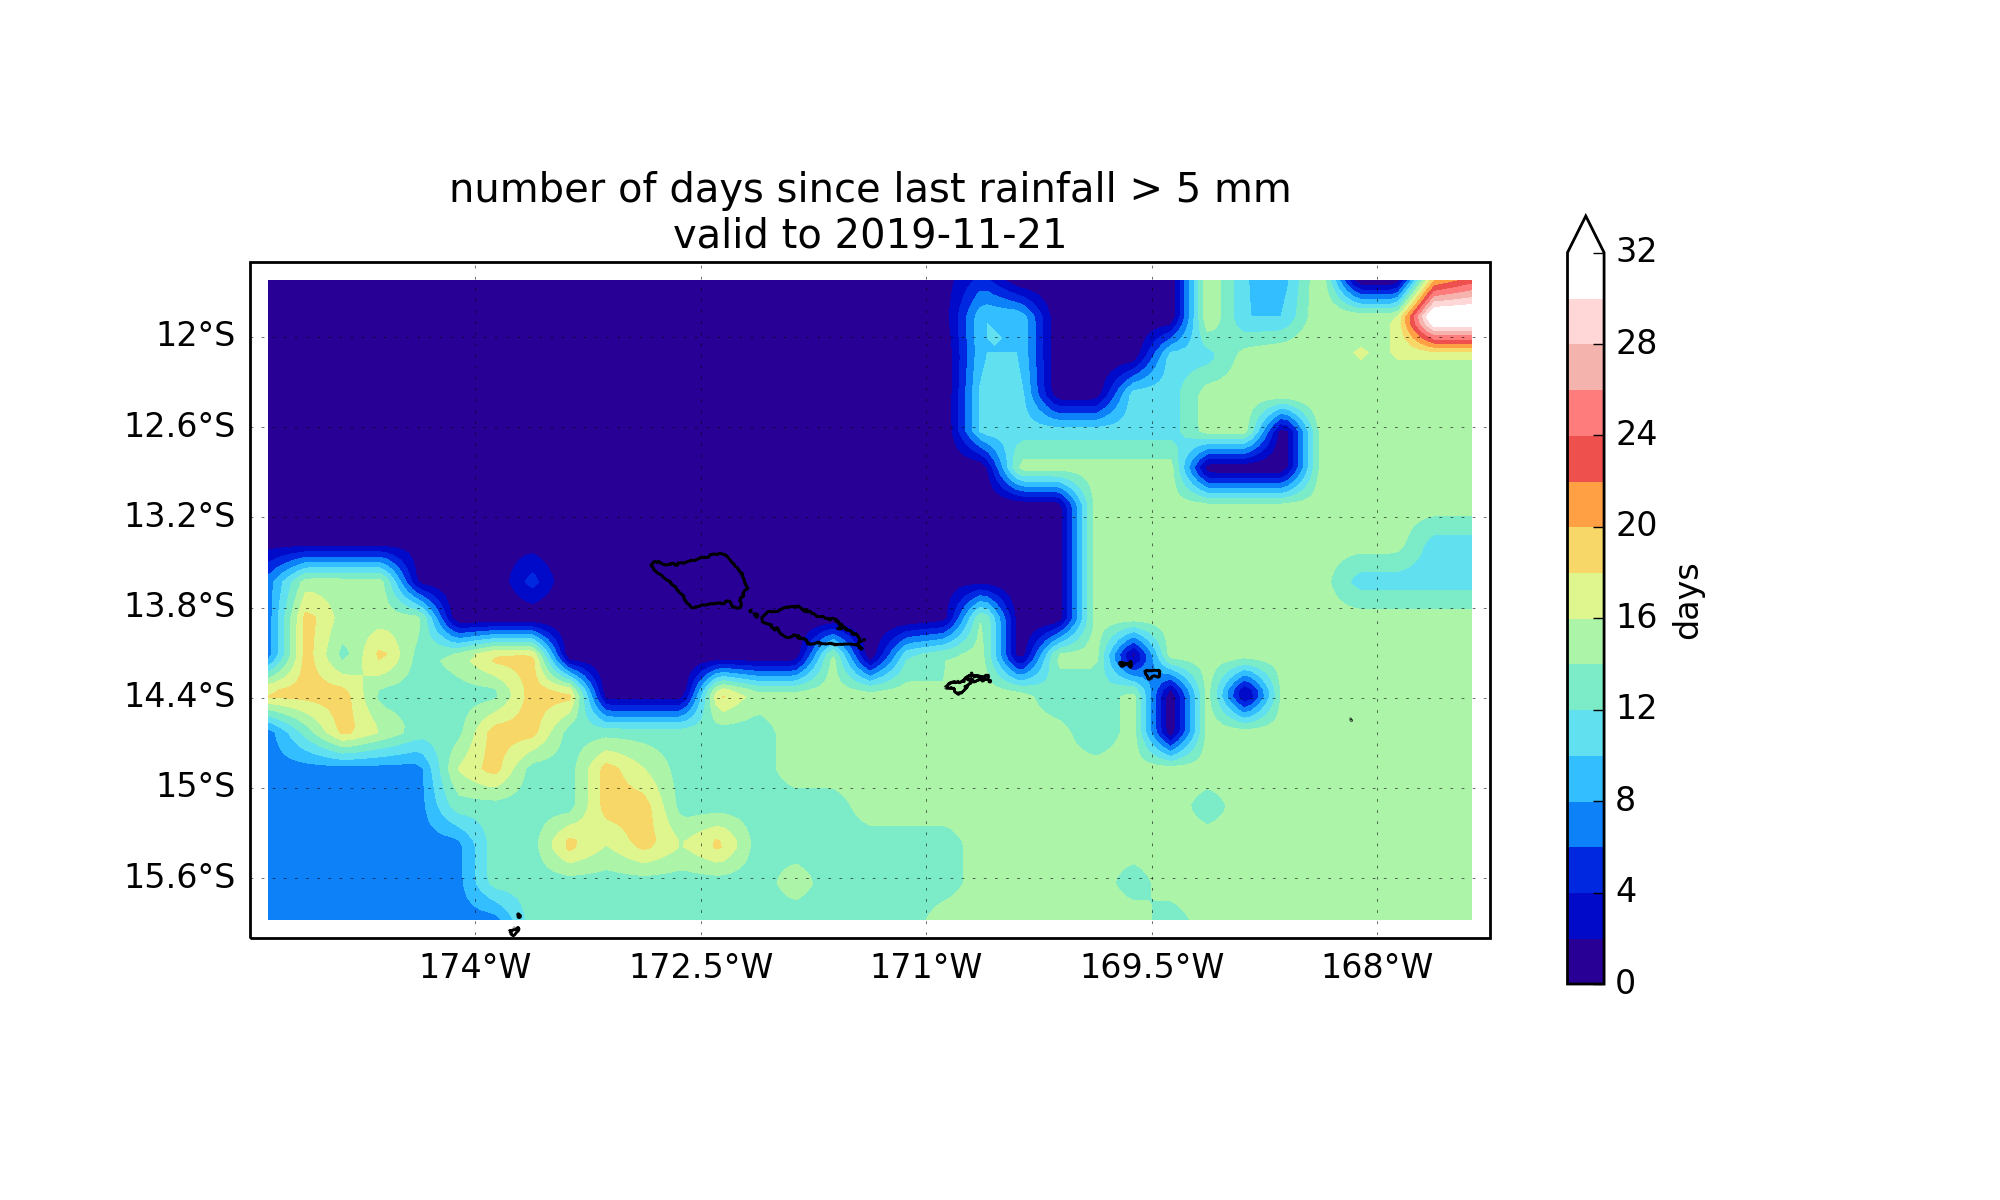 number of days since last rainfall > 5 mm
valid to 2019-11-21
12°S
12.6°S
13.2°S
13.8°S
14.4°S
15°S
15.6°S
174°W
172.5°W
171°W
169.5°W
168°W
32
28
24
20
16
12
8
4
0
days